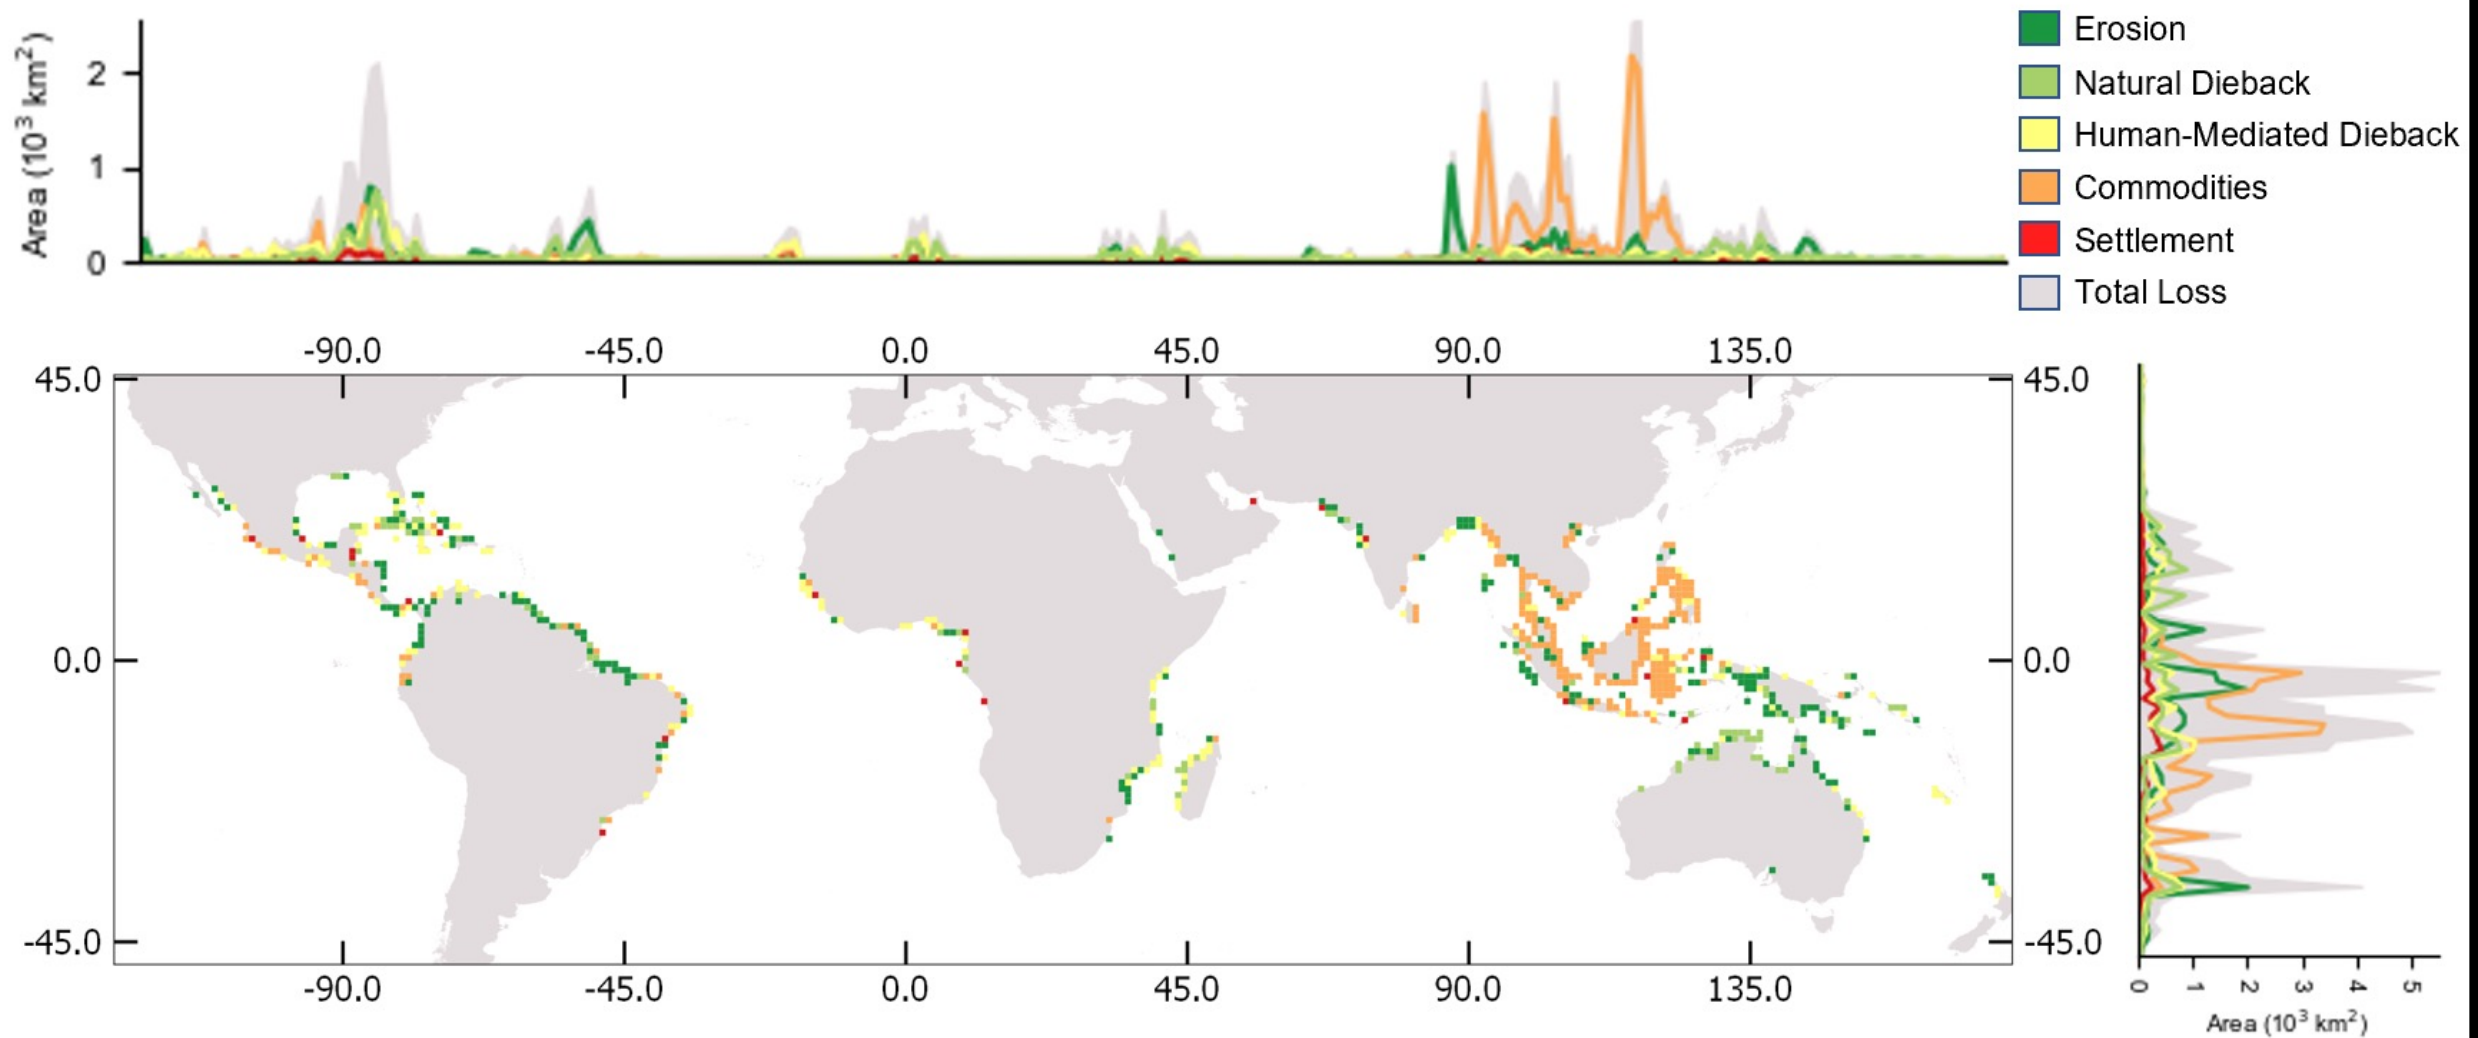 Area (10³ km²)
2
1
0
Erosion
Natural Dieback
Human-Mediated Dieback
Commodities
Settlement
Total Loss
-90.0 -45.0 0.0 45.0 90.0 135.0
45.0 45.0
0.0 0.0
-45.0 -45.0
-90.0 -45.0 0.0 45.0 90.0 135.0
0 1 2 3 4 5
Area (10³ km²)